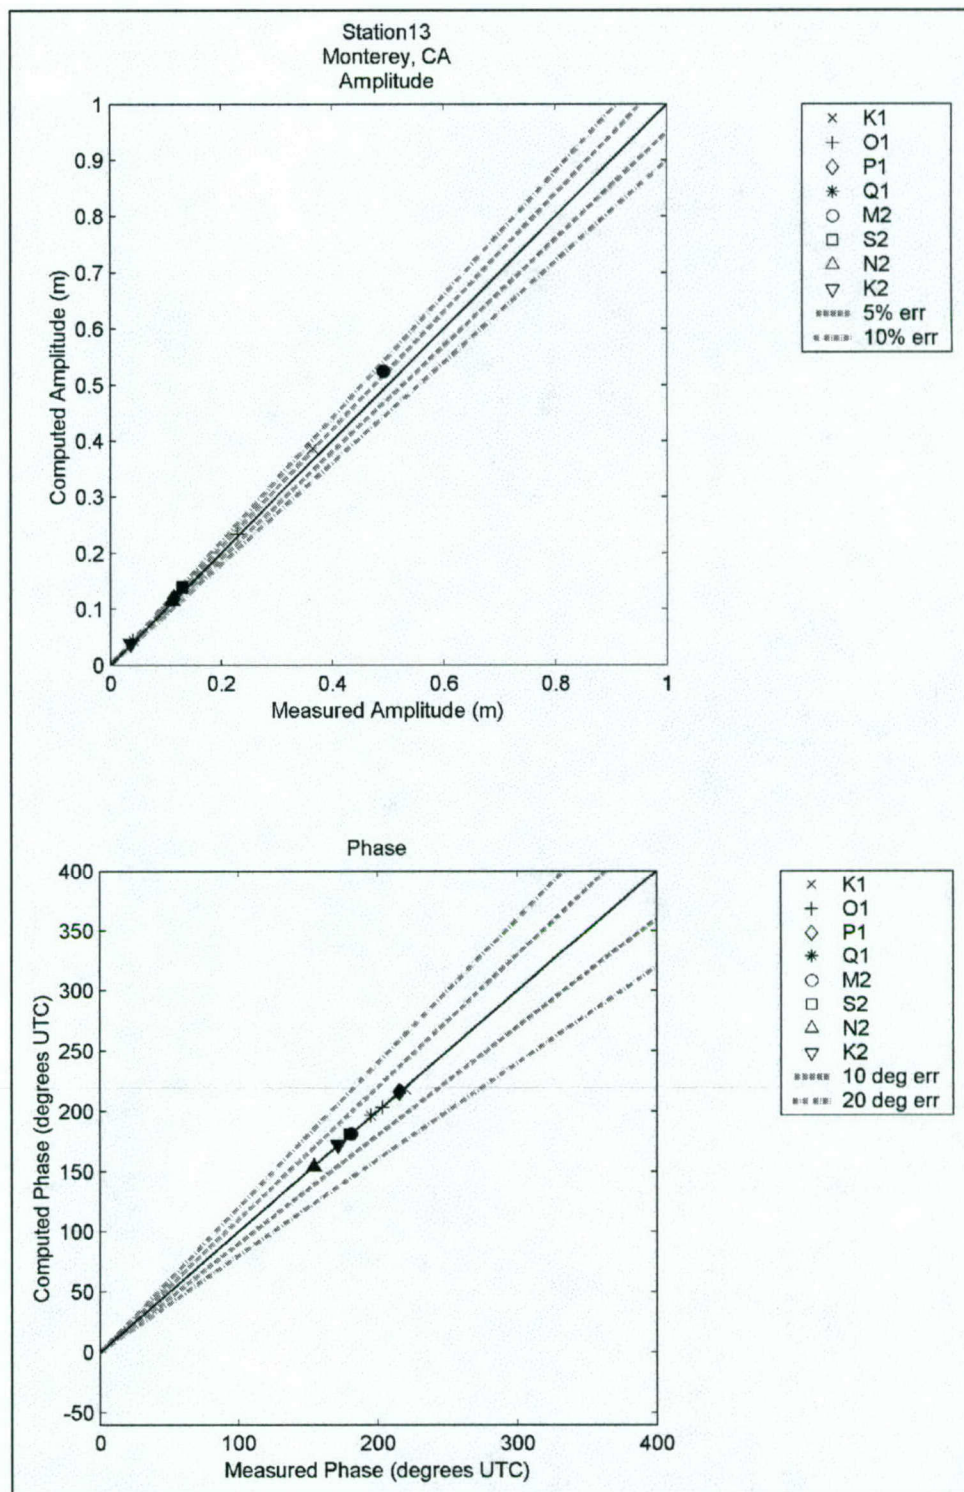 Station13
Monterey, CA
Amplitude
1
0.9
0.8
0.7
0.6
0.5
0.4
0.3
0.2
0.1
0
Computed Amplitude (m)
0
0.2
0.4
0.6
0.8
1
Measured Amplitude (m)
K1
O1
P1
Q1
M2
S2
N2
K2
5% err
10% err
Phase
400
350
300
250
200
150
100
50
0
-50
Computed Phase (degrees UTC)
0
100
200
300
400
Measured Phase (degrees UTC)
K1
O1
P1
Q1
M2
S2
N2
K2
10 deg err
20 deg err